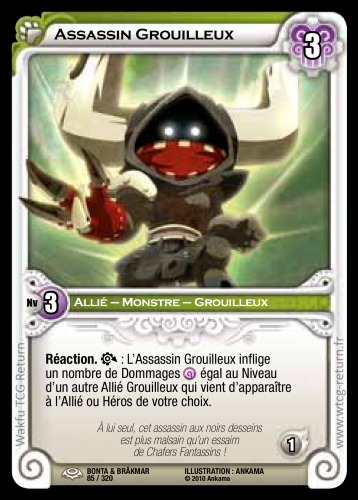 Assassin Grouilleux
3
Nv 3
Allié – Monstre – Grouilleux
Réaction. : L'Assassin Grouilleux inflige
un nombre de Dommages égal au Niveau
d'un autre Allié Grouilleux qui vient d'apparaître
à l'Allié ou Héros de votre choix.
À lui seul, cet assassin aux noirs desseins
est plus malsain qu'un essaim
de Chafers Fantassins !
1
BONTA & BRÂKMAR
85 / 320
ILLUSTRATION : ANKAMA
© 2010 Ankama
Wakfu TCG Return
www.wtcg-return.fr